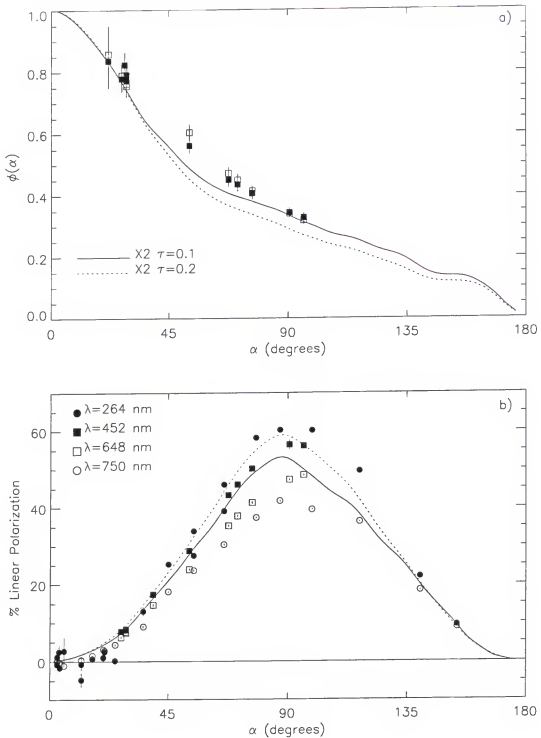 a)
1.0
0.8
0.6
0.4
0.2
0.0
ϕ(α)
X2 τ=0.1
X2 τ=0.2
0
45
90
135
180
α (degrees)
b)
λ=264 nm
λ=452 nm
λ=648 nm
λ=750 nm
60
40
20
0
% Linear Polarization
0
45
90
135
180
α (degrees)